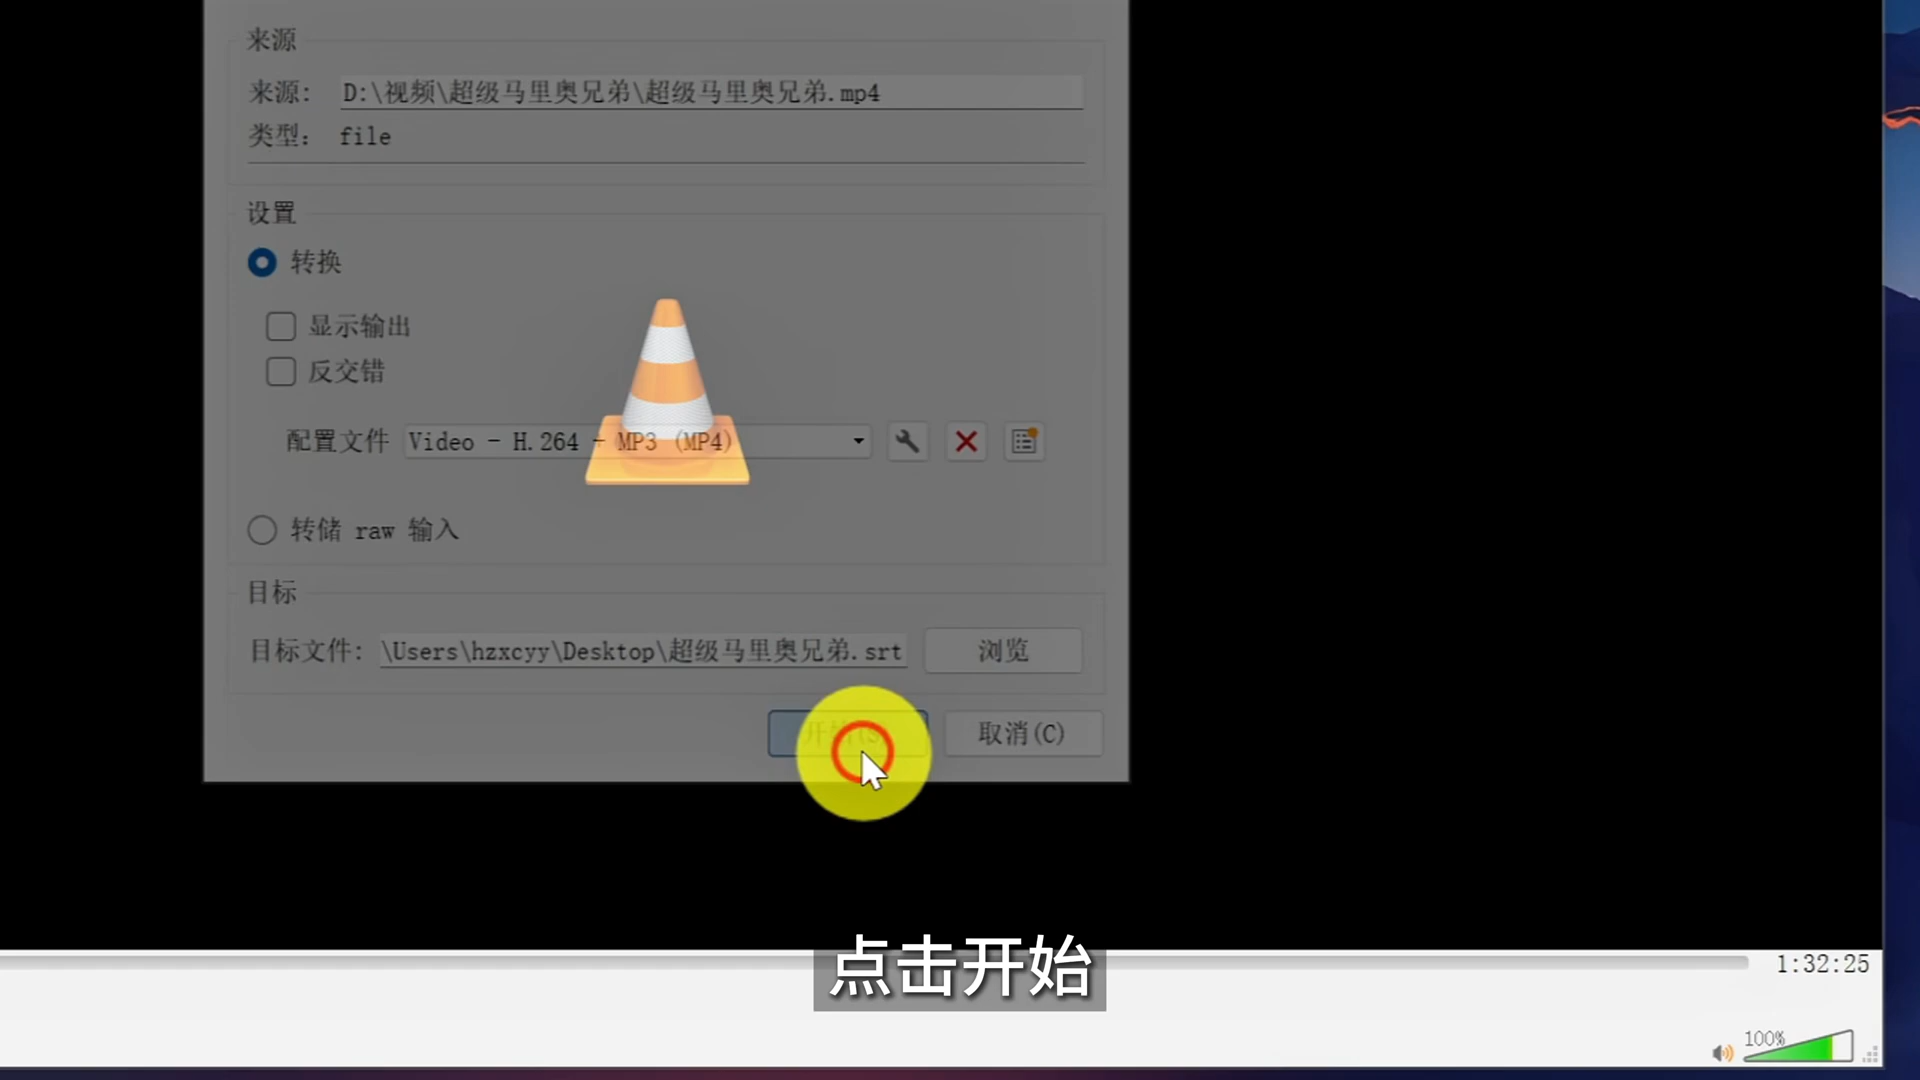 来源
来源: D:\视频\超级马里奥兄弟\超级马里奥兄弟.mp4
类型: file
设置
转换
显示输出
反交错
配置文件 Video - H.264 - MP3 (MP4)
转储 raw 输入
目标
目标文件: \Users\hzxcyy\Desktop\超级马里奥兄弟.srt 浏览
开始(S) 取消(C)
点击开始
1:32:25
100%